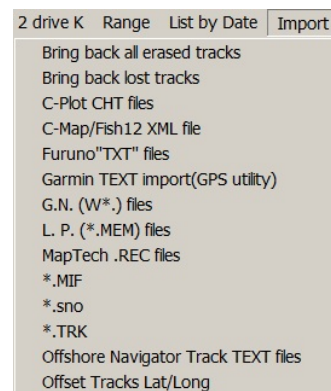 2 drive K Range List by Date Import
Bring back all erased tracks
Bring back lost tracks
C-Plot CHT files
C-Map/Fish12 XML file
Furuno"TXT" files
Garmin TEXT import(GPS utility)
G.N. (W*.) files
L. P. (*.MEM) files
MapTech .REC files
*.MIF
*.sno
*.TRK
Offshore Navigator Track TEXT files
Offset Tracks Lat/Long